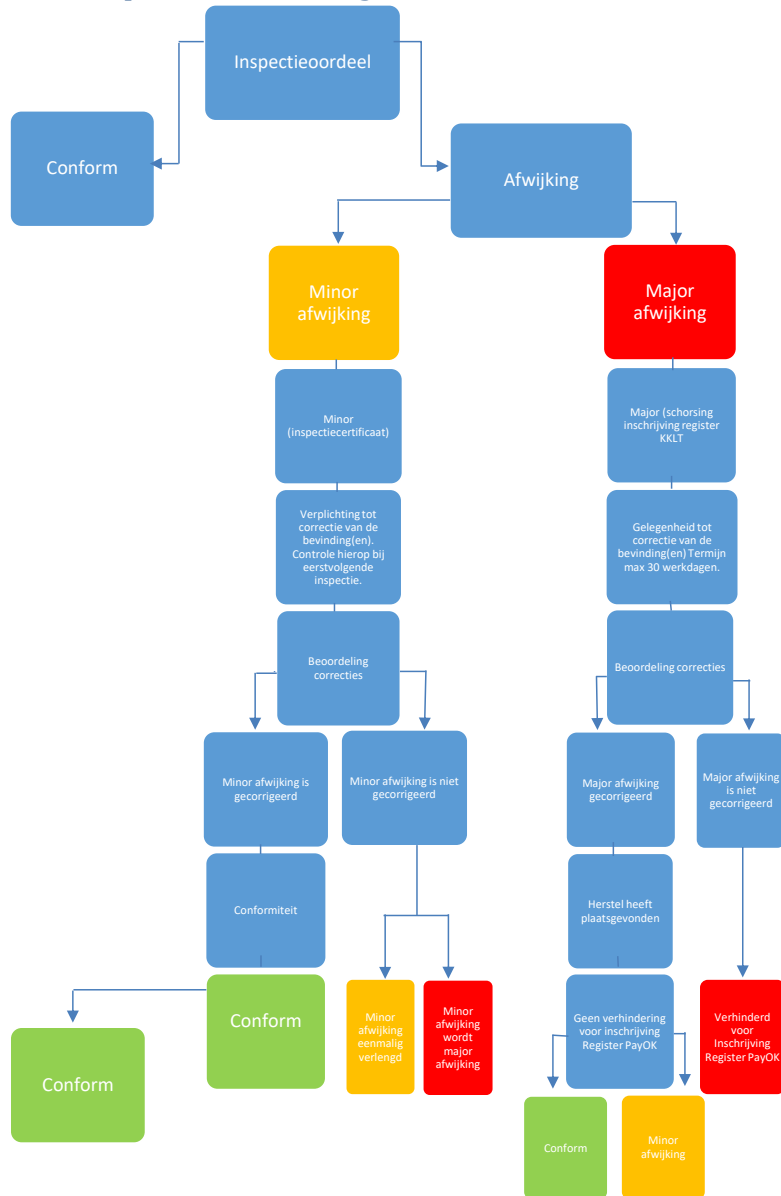 Inspectieoordeel
Conform
Afwijking
Minor
afwijking
Major
afwijking
Minor
(inspectiecertificaat)
Major (schorsing
inschrijving register
KKLT
Verplichting tot
correctie van de
bevinding(en).
Controle hierop bij
eerstvolgende
inspectie.
Gelegenheid tot
correctie van de
bevinding(en) Termijn
max 30 werkdagen.
Beoordeling
correcties
Beoordeling correcties
Minor afwijking is
gecorrigeerd
Minor afwijking is niet
gecorrigeerd
Major afwijking
gecorrigeerd
Major afwijking
is niet
gecorrigeerd
Conformiteit
Herstel heeft
plaatsgevonden
Conform
Conform
Minor
afwijking
eenmalig
verlengd
Minor
afwijking
wordt
major
afwijking
Geen verhindering
voor inschrijving
Register PayOK
Verhinderd
voor
Inschrijving
Register PayOK
Conform
Minor
afwijking